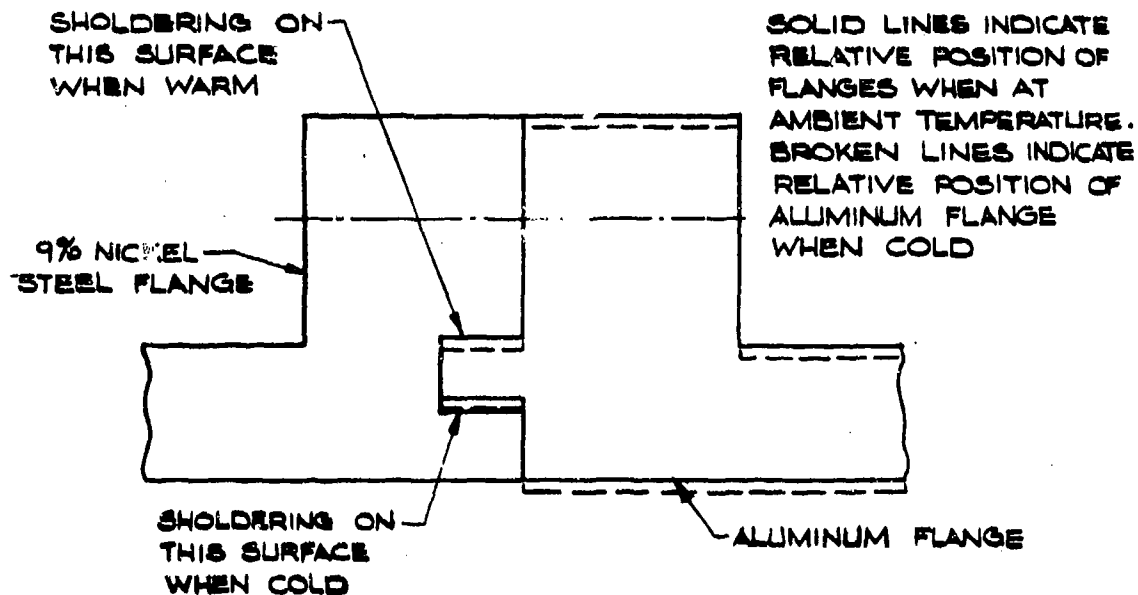 SHOLDERING ON
THIS SURFACE
WHEN WARM
SOLID LINES INDICATE
RELATIVE POSITION OF
FLANGES WHEN AT
AMBIENT TEMPERATURE.
BROKEN LINES INDICATE
RELATIVE POSITION OF
ALUMINUM FLANGE
WHEN COLD
9% NICKEL
STEEL FLANGE
SHOLDERING ON
THIS SURFACE
WHEN COLD
ALUMINUM FLANGE